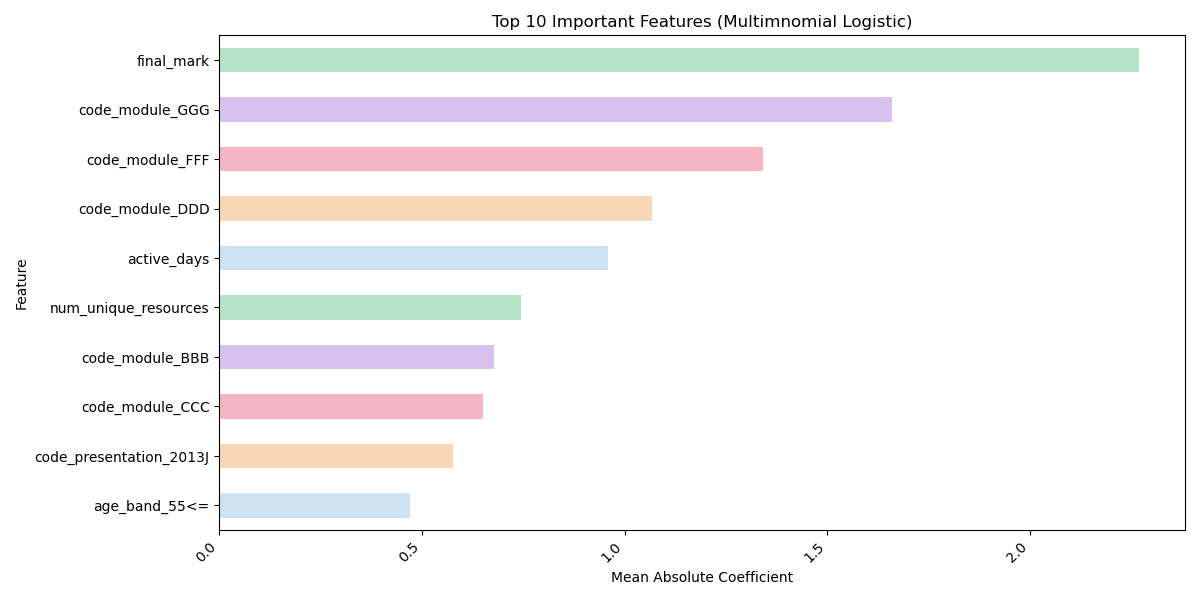 Top 10 Important Features (Multimnomial Logistic)
Feature
final_mark
code_module_GGG
code_module_FFF
code_module_DDD
active_days
num_unique_resources
code_module_BBB
code_module_CCC
code_presentation_2013J
age_band_55<=
0.0
0.5
1.0
1.5
2.0
Mean Absolute Coefficient